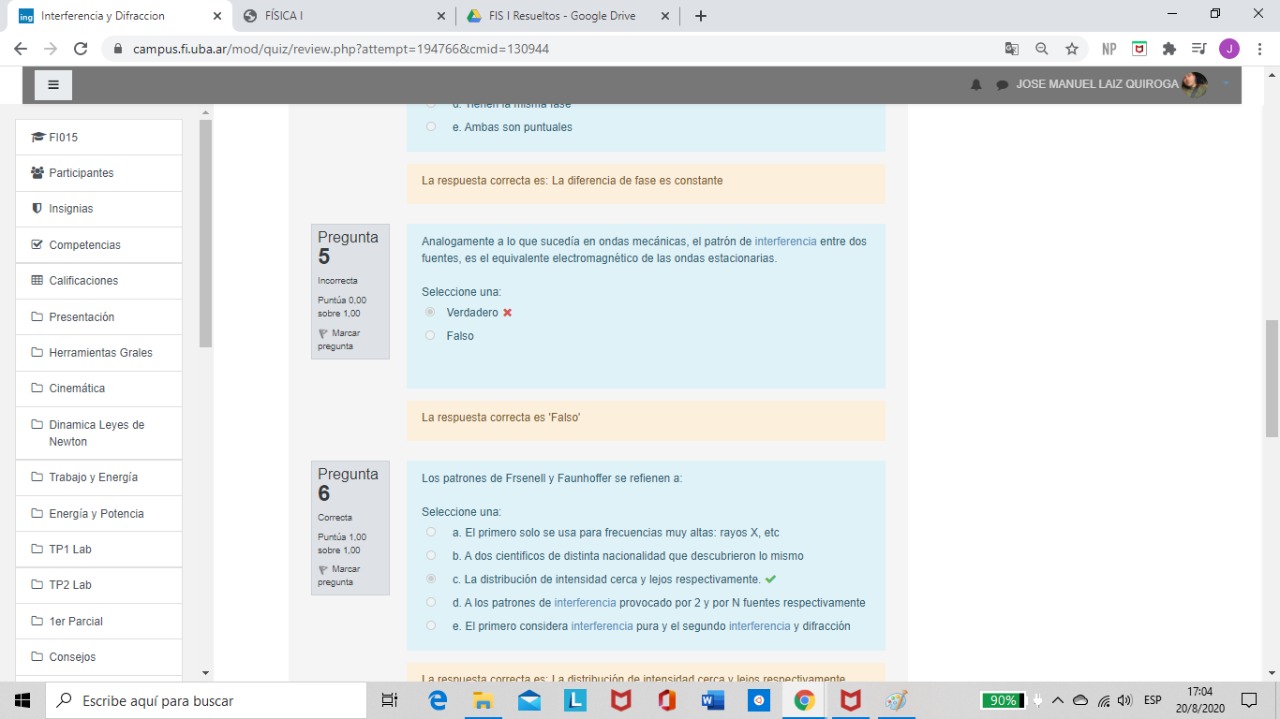 Interferencia y Difraccion
FÍSICA I
FIS I Resueltos - Google Drive
campus.fi.uba.ar/mod/quiz/review.php?attempt=194766&cmid=130944
NP
J
JOSE MANUEL LAIZ QUIROGA
FI015
Participantes
Insignias
Competencias
Calificaciones
Presentación
Herramientas Grales
Cinemática
Dinamica Leyes de
Newton
Trabajo y Energía
Energía y Potencia
TP1 Lab
TP2 Lab
1er Parcial
Consejos
d. Tienen la misma fase
e. Ambas son puntuales
La respuesta correcta es: La diferencia de fase es constante
Pregunta
5
Incorrecta
Puntúa 0,00
sobre 1,00
Marcar
pregunta
Analogamente a lo que sucedía en ondas mecánicas, el patrón de interferencia entre dos
fuentes, es el equivalente electromagnético de las ondas estacionarias.
Seleccione una:
Verdadero
Falso
La respuesta correcta es 'Falso'
Pregunta
6
Correcta
Puntúa 1,00
sobre 1,00
Marcar
pregunta
Los patrones de Frsenell y Faunhoffer se refienen a:
Seleccione una:
a. El primero solo se usa para frecuencias muy altas: rayos X, etc
b. A dos cientificos de distinta nacionalidad que descubrieron lo mismo
c. La distribución de intensidad cerca y lejos respectivamente.
d. A los patrones de interferencia provocado por 2 y por N fuentes respectivamente
e. El primero considera interferencia pura y el segundo interferencia y difracción
La respuesta correcta es: La distribución de intensidad cerca y lejos respectivamente.
Escribe aquí para buscar
90%
ESP
17:04
20/8/2020